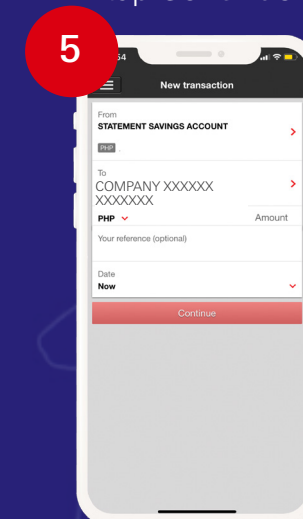 5
54
New transaction
From
STATEMENT SAVINGS ACCOUNT
PHP
To
COMPANY XXXXXX
XXXXXXX
PHP
Amount
Your reference (optional)
Date
Now
Continue